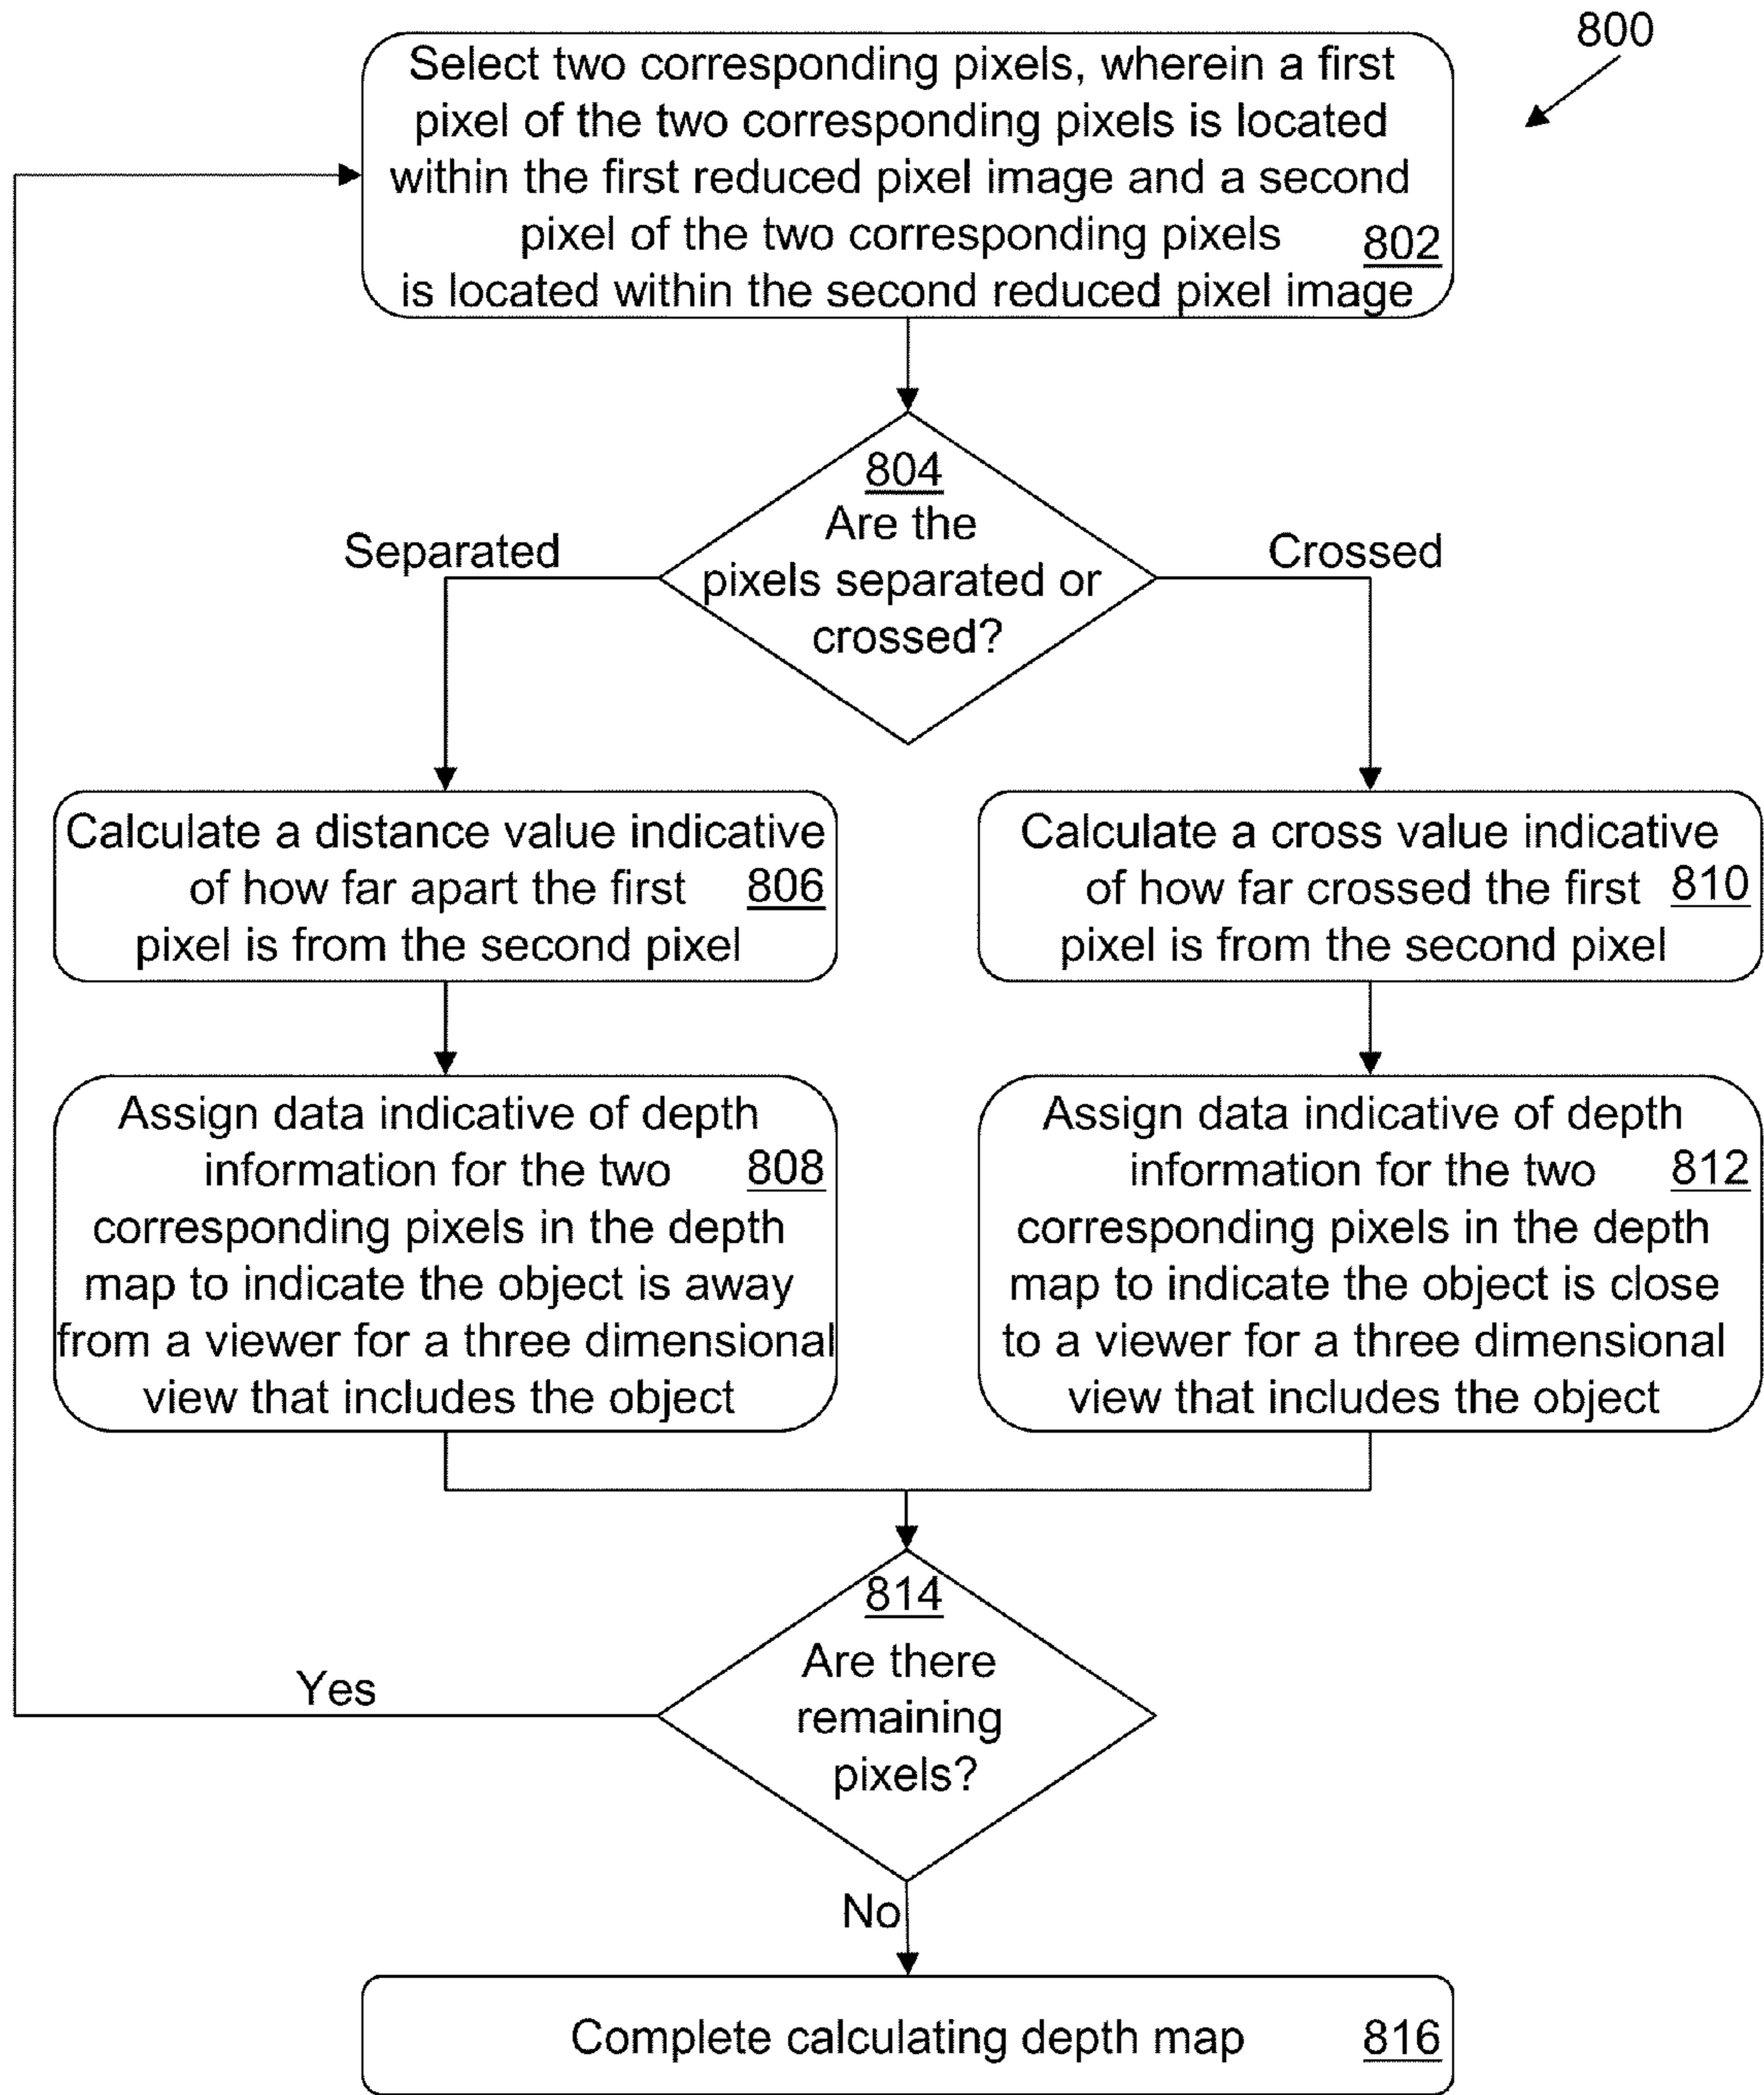 800
Select two corresponding pixels, wherein a first
pixel of the two corresponding pixels is located
within the first reduced pixel image and a second
pixel of the two corresponding pixels 802
is located within the second reduced pixel image
804
Are the
pixels separated or
crossed?
Separated
Crossed
Calculate a distance value indicative
of how far apart the first 806
pixel is from the second pixel
Calculate a cross value indicative
of how far crossed the first 810
pixel is from the second pixel
Assign data indicative of depth
information for the two 808
corresponding pixels in the depth
map to indicate the object is away
from a viewer for a three dimensional
view that includes the object
Assign data indicative of depth
information for the two 812
corresponding pixels in the depth
map to indicate the object is close
to a viewer for a three dimensional
view that includes the object
814
Are there
remaining
pixels?
Yes
No
Complete calculating depth map 816